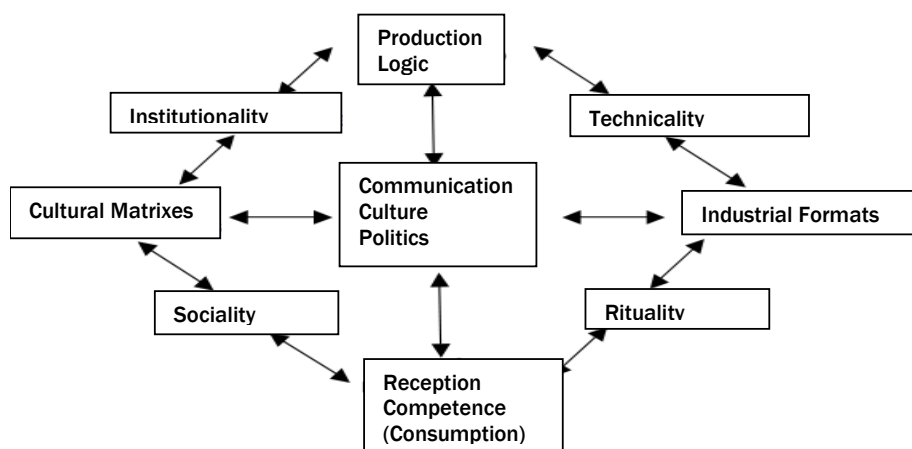 Production
Logic
Institutionality
Technicality
Cultural Matrixes
Communication
Culture
Politics
Industrial Formats
Sociality
Rituality
Reception
Competence
(Consumption)